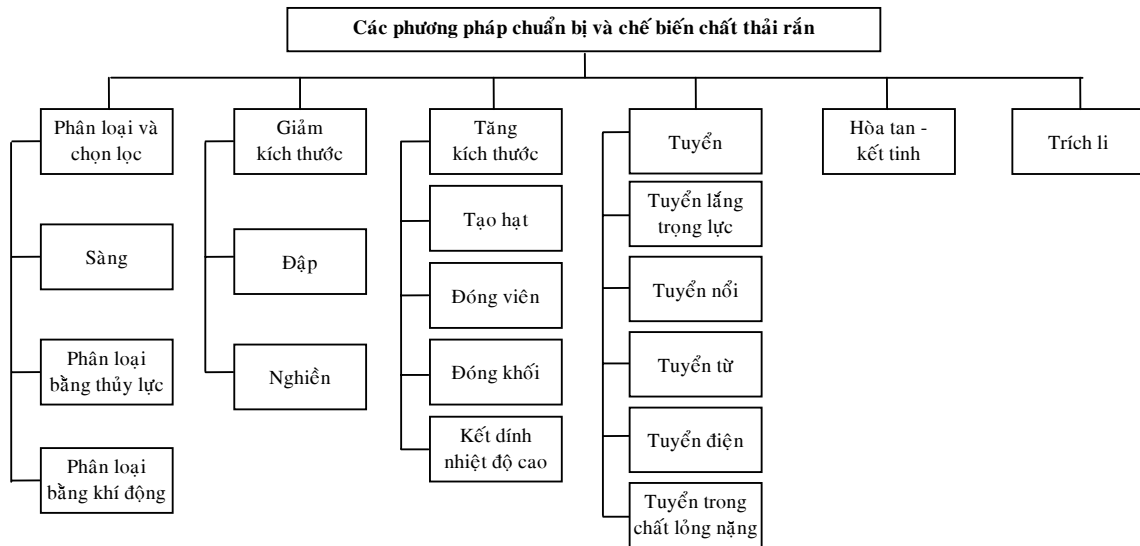 Các phương pháp chuẩn bị và chế biến chất thải rắn
Phân loại và
chọn lọc
Sàng
Phân loại
bằng thủy lực
Phân loại
bằng khí động
Giảm
kích thước
Đập
Nghiền
Tăng
kích thước
Tạo hạt
Đóng viên
Đóng khối
Kết dính
nhiệt độ cao
Tuyển
Tuyển lắng
trọng lực
Tuyển nổi
Tuyển từ
Tuyển điện
Tuyển trong
chất lỏng nặng
Hòa tan -
kết tinh
Trích li